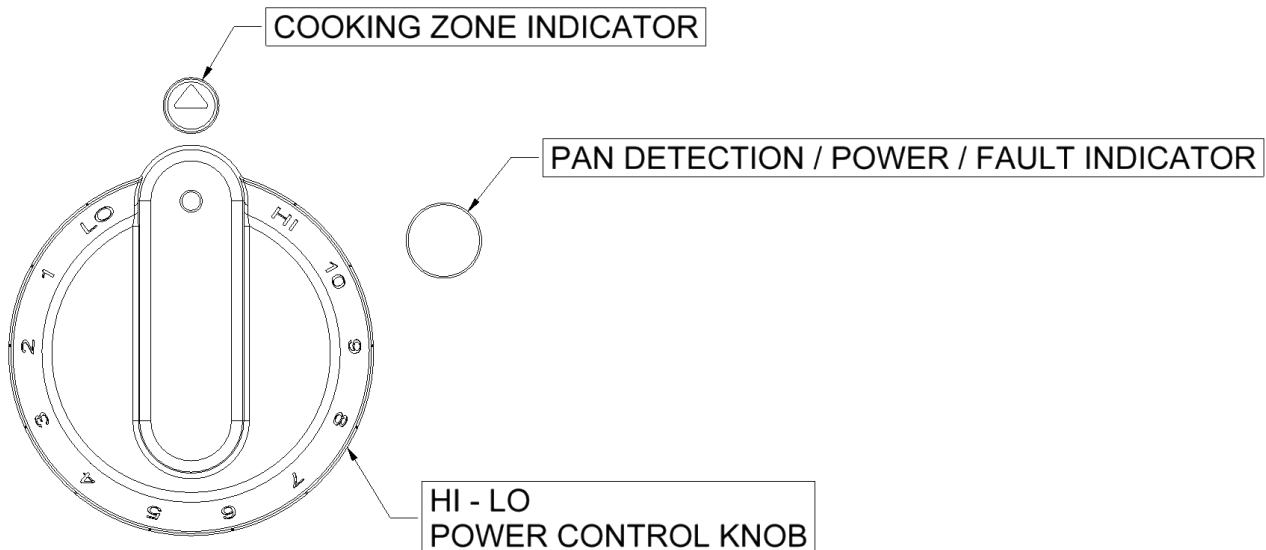 COOKING ZONE INDICATOR
PAN DETECTION / POWER / FAULT INDICATOR
LO
HI
1
10
2
9
3
8
4
7
5
6
HI - LO
POWER CONTROL KNOB